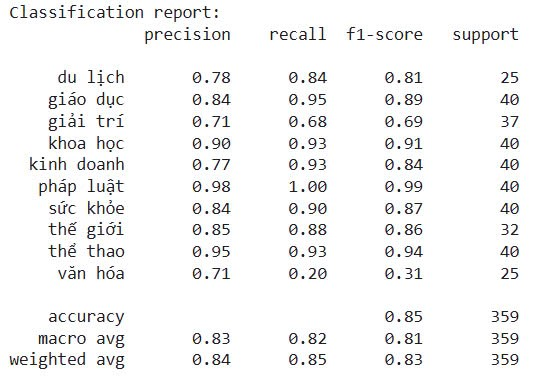 Classification report:
precision recall f1-score support
du lịch 0.78 0.84 0.81 25
giáo dục 0.84 0.95 0.89 40
giải trí 0.71 0.68 0.69 37
khoa học 0.90 0.93 0.91 40
kinh doanh 0.77 0.93 0.84 40
pháp luật 0.98 1.00 0.99 40
sức khỏe 0.84 0.90 0.87 40
thế giới 0.85 0.88 0.86 32
thể thao 0.95 0.93 0.94 40
văn hóa 0.71 0.20 0.31 25
accuracy 0.85 359
macro avg 0.83 0.82 0.81 359
weighted avg 0.84 0.85 0.83 359